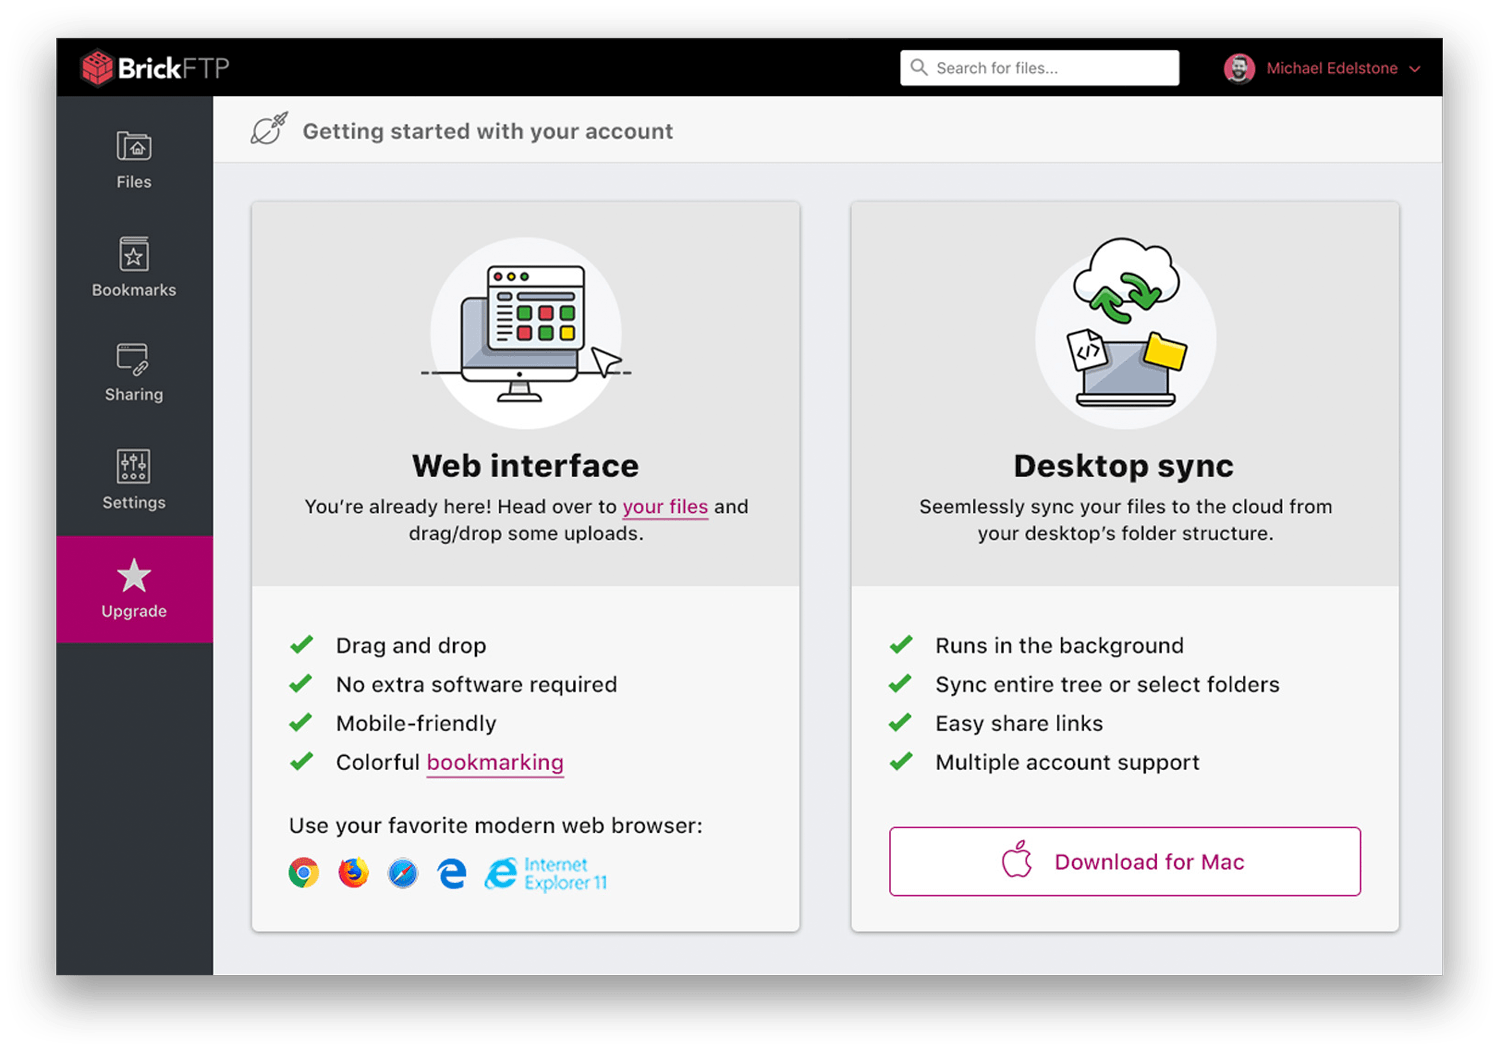 BrickFTP
Search for files...
Michael Edelstone
Files
Bookmarks
Sharing
Settings
Upgrade
Getting started with your account
Web interface
You're already here! Head over to your files and
drag/drop some uploads.
Drag and drop
No extra software required
Mobile-friendly
Colorful bookmarking
Use your favorite modern web browser:
Internet
Explorer 11
Desktop sync
Seemlessly sync your files to the cloud from
your desktop's folder structure.
Runs in the background
Sync entire tree or select folders
Easy share links
Multiple account support
Download for Mac